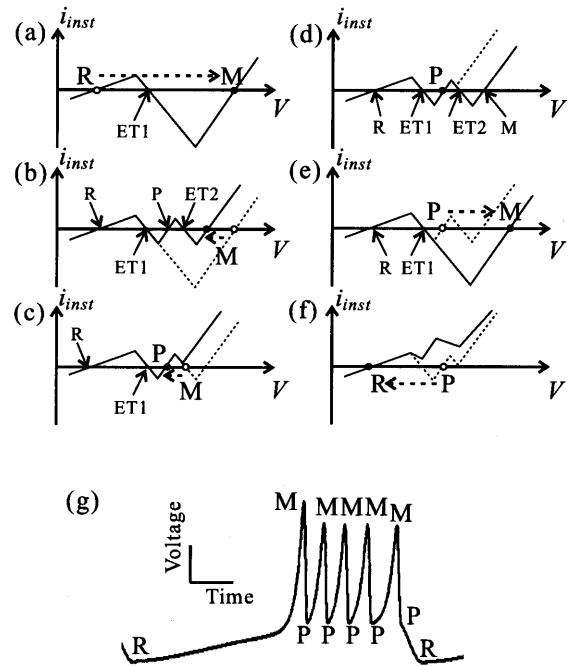 (a)
i_inst
R
M
ET1
V
(b)
i_inst
R
P
ET2
ET1
M
V
(c)
i_inst
R
P
ET1
M
V
(d)
i_inst
P
R
ET1
ET2
M
V
(e)
i_inst
P
M
R
ET1
V
(f)
i_inst
R
P
V
(g)
Voltage
Time
R
M M M M M
P P P P P
R